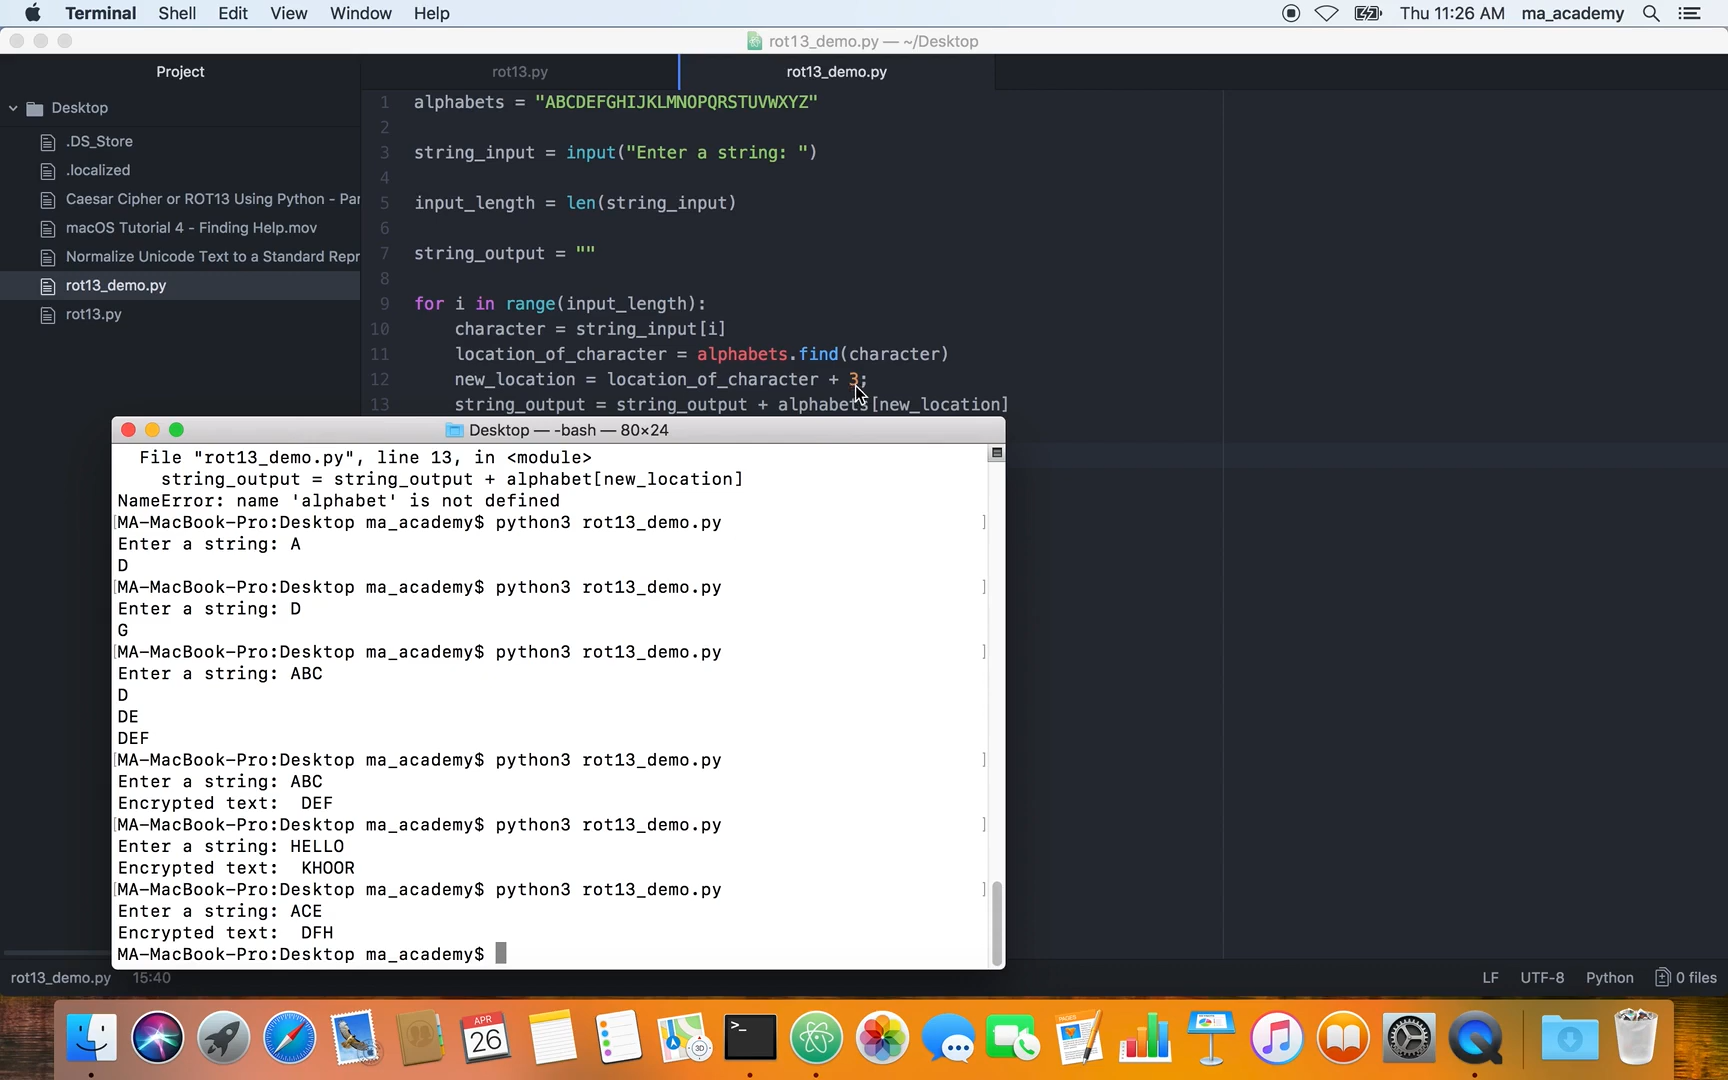 Terminal Shell Edit View Window Help Thu 11:26 AM ma_academy
rot13_demo.py — ~/Desktop
Project rot13.py rot13_demo.py
Desktop
.DS_Store
.localized
Caesar Cipher or ROT13 Using Python - Par
macOS Tutorial 4 - Finding Help.mov
Normalize Unicode Text to a Standard Repr
rot13_demo.py
rot13.py
1 alphabets = "ABCDEFGHIJKLMNOPQRSTUVWXYZ"
2
3 string_input = input("Enter a string: ")
4
5 input_length = len(string_input)
6
7 string_output = ""
8
9 for i in range(input_length):
10 character = string_input[i]
11 location_of_character = alphabets.find(character)
12 new_location = location_of_character + 3;
13 string_output = string_output + alphabets[new_location]
Desktop — -bash — 80×24
File "rot13_demo.py", line 13, in <module>
string_output = string_output + alphabet[new_location]
NameError: name 'alphabet' is not defined
[MA-MacBook-Pro:Desktop ma_academy$ python3 rot13_demo.py ]
Enter a string: A
D
[MA-MacBook-Pro:Desktop ma_academy$ python3 rot13_demo.py ]
Enter a string: D
G
[MA-MacBook-Pro:Desktop ma_academy$ python3 rot13_demo.py ]
Enter a string: ABC
D
DE
DEF
[MA-MacBook-Pro:Desktop ma_academy$ python3 rot13_demo.py ]
Enter a string: ABC
Encrypted text:  DEF
[MA-MacBook-Pro:Desktop ma_academy$ python3 rot13_demo.py ]
Enter a string: HELLO
Encrypted text:  KHOOR
[MA-MacBook-Pro:Desktop ma_academy$ python3 rot13_demo.py ]
Enter a string: ACE
Encrypted text:  DFH
MA-MacBook-Pro:Desktop ma_academy$
rot13_demo.py 15:40 LF UTF-8 Python 0 files
APR
26
3D
>_
PAGES